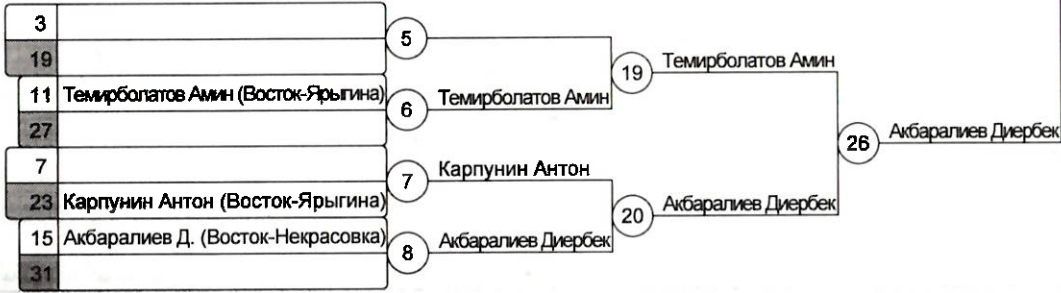 3
5
19
19 Темирболатов Амин
11 Темирболатов Амин (Восток-Ярыгина)
6 Темирболатов Амин
27
26 Акбаралиев Диербек
7
7 Карпунин Антон
23 Карпунин Антон (Восток-Ярыгина)
20 Акбаралиев Диербек
15 Акбаралиев Д. (Восток-Некрасовка)
8 Акбаралиев Диербек
31